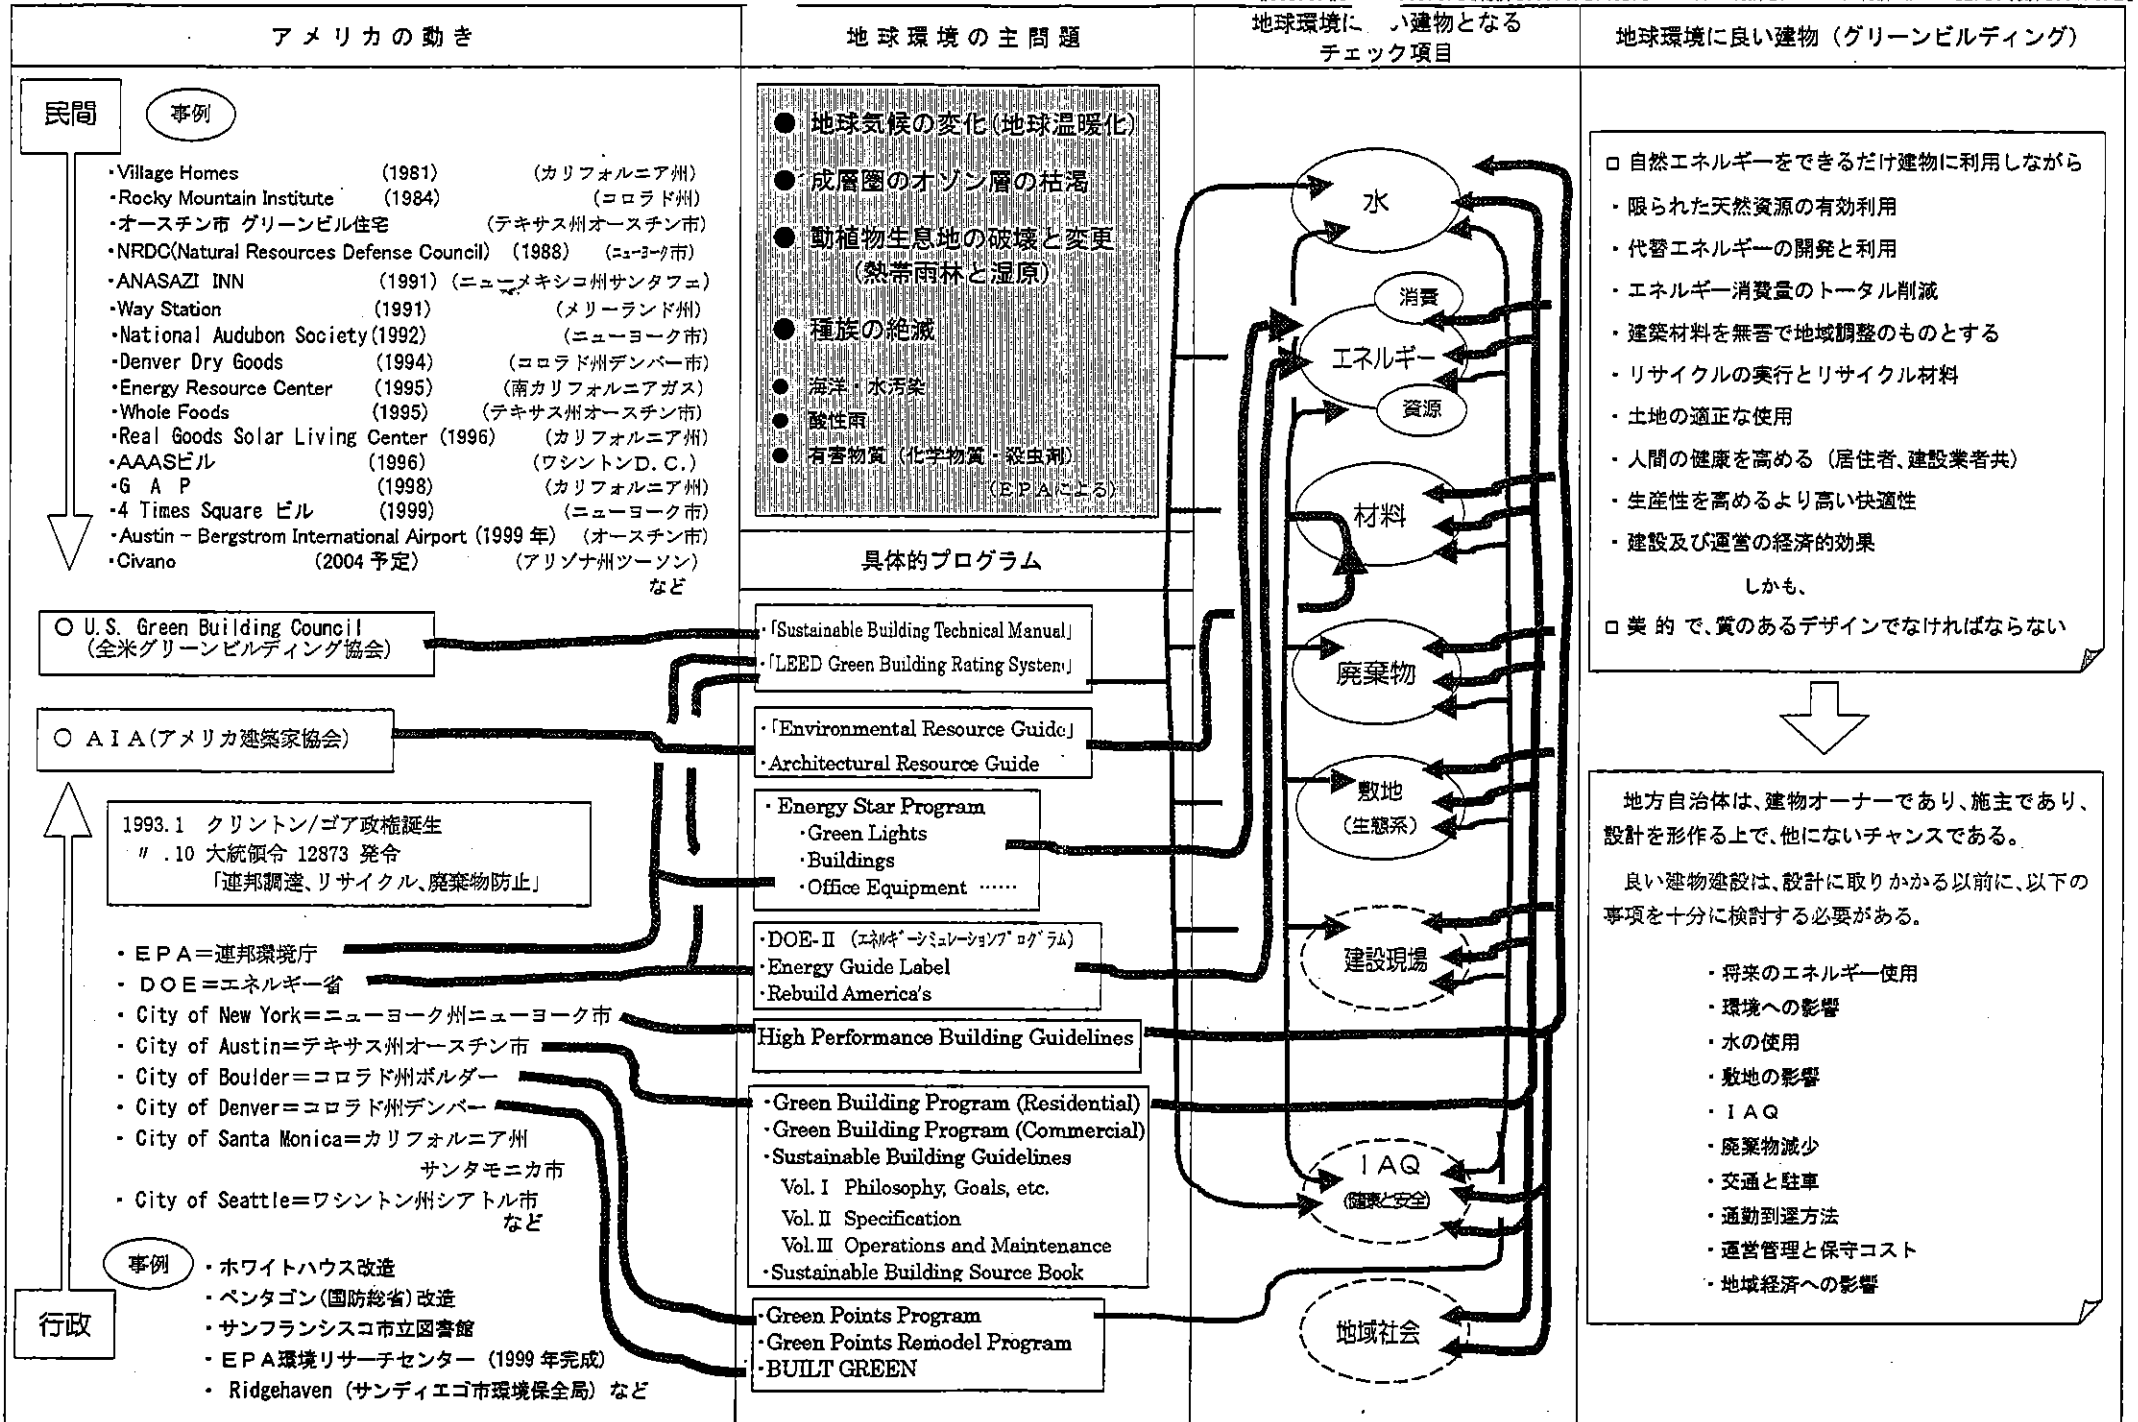 アメリカの動き
民間
事例
・Village Homes (1981) (カリフォルニア州)
・Rocky Mountain Institute (1984) (コロラド州)
・オースチン市 グリーンビル住宅 (テキサス州オースチン市)
・NRDC(Natural Resources Defense Council) (1988) (ニューヨーク市)
・ANASAZI INN (1991) (ニューメキシコ州サンタフェ)
・Way Station (1991) (メリーランド州)
・National Audubon Society(1992) (ニューヨーク市)
・Denver Dry Goods (1994) (コロラド州デンバー市)
・Energy Resource Center (1995) (南カリフォルニアガス)
・Whole Foods (1995) (テキサス州オースチン市)
・Real Goods Solar Living Center (1996) (カリフォルニア州)
・AAASビル (1996) (ワシントンD.C.)
・G A P (1998) (カリフォルニア州)
・4 Times Square ビル (1999) (ニューヨーク市)
・Austin－Bergstrom International Airport (1999 年) (オースチン市)
・Civano (2004 予定) (アリゾナ州ツーソン)
など
○ U.S. Green Building Council
(全米グリーンビルディング協会)
○ AIA(アメリカ建築家協会)
1993.1 クリントン/ゴア政権誕生
〃 .10 大統領令 12873 発令
「連邦調達、リサイクル、廃棄物防止」
・EPA＝連邦環境庁
・DOE＝エネルギー省
・City of New York＝ニューヨーク州ニューヨーク市
・City of Austin＝テキサス州オースチン市
・City of Boulder＝コロラド州ボルダー
・City of Denver＝コロラド州デンバー
・City of Santa Monica＝カリフォルニア州
サンタモニカ市
・City of Seattle＝ワシントン州シアトル市
など
事例
・ホワイトハウス改造
・ペンタゴン(国防総省)改造
・サンフランシスコ市立図書館
・EPA環境リサーチセンター (1999 年完成)
・Ridgehaven (サンディエゴ市環境保全局) など
行政
地球環境の主問題
● 地球気候の変化(地球温暖化)
● 成層圏のオゾン層の枯渇
● 動植物生息地の破壊と変更
(熱帯雨林と湿原)
● 種族の絶滅
● 海洋・水汚染
● 酸性雨
● 有害物質 (化学物質・殺虫剤)
(EPAによる)
具体的プログラム
・「Sustainable Building Technical Manual」
・「LEED Green Building Rating System」
・「Environmental Resource Guide」
・Architectural Resource Guide
・Energy Star Program
・Green Lights
・Buildings
・Office Equipment ……
・DOE-Ⅱ (エネルギーシミュレーションプログラム)
・Energy Guide Label
・Rebuild America's
High Performance Building Guidelines
・Green Building Program (Residential)
・Green Building Program (Commercial)
・Sustainable Building Guidelines
Vol.Ⅰ Philosophy, Goals, etc.
Vol.Ⅱ Specification
Vol.Ⅲ Operations and Maintenance
・Sustainable Building Source Book
・Green Points Program
・Green Points Remodel Program
・BUILT GREEN
地球環境に い建物となる
チェック項目
水
消費
エネルギー
資源
材料
廃棄物
敷地
(生態系)
建設現場
IAQ
(健康と安全)
地域社会
地球環境に良い建物 (グリーンビルディング)
□ 自然エネルギーをできるだけ建物に利用しながら
・限られた天然資源の有効利用
・代替エネルギーの開発と利用
・エネルギー消費量のトータル削減
・建築材料を無害で地域調整のものとする
・リサイクルの実行とリサイクル材料
・土地の適正な使用
・人間の健康を高める (居住者、建設業者共)
・生産性を高めるより高い快適性
・建設及び運営の経済的効果
しかも、
□ 美的で、質のあるデザインでなければならない
地方自治体は、建物オーナーであり、施主であり、
設計を形作る上で、他にないチャンスである。
良い建物建設は、設計に取りかかる以前に、以下の
事項を十分に検討する必要がある。
・将来のエネルギー使用
・環境への影響
・水の使用
・敷地の影響
・IAQ
・廃棄物減少
・交通と駐車
・通勤到達方法
・運営管理と保守コスト
・地域経済への影響